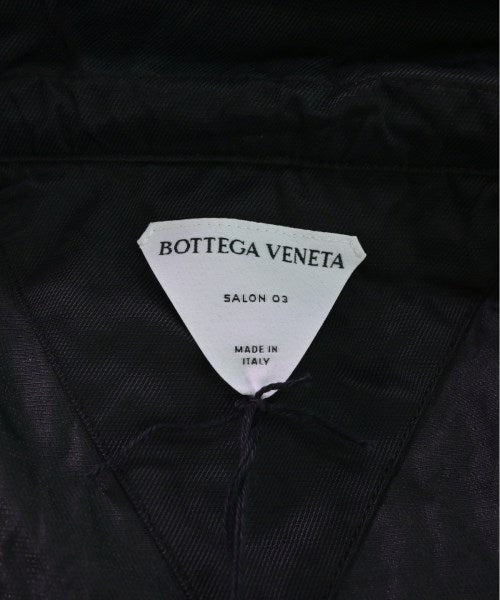 BOTTEGA VENETA
SALON 03
MADE IN
ITALY